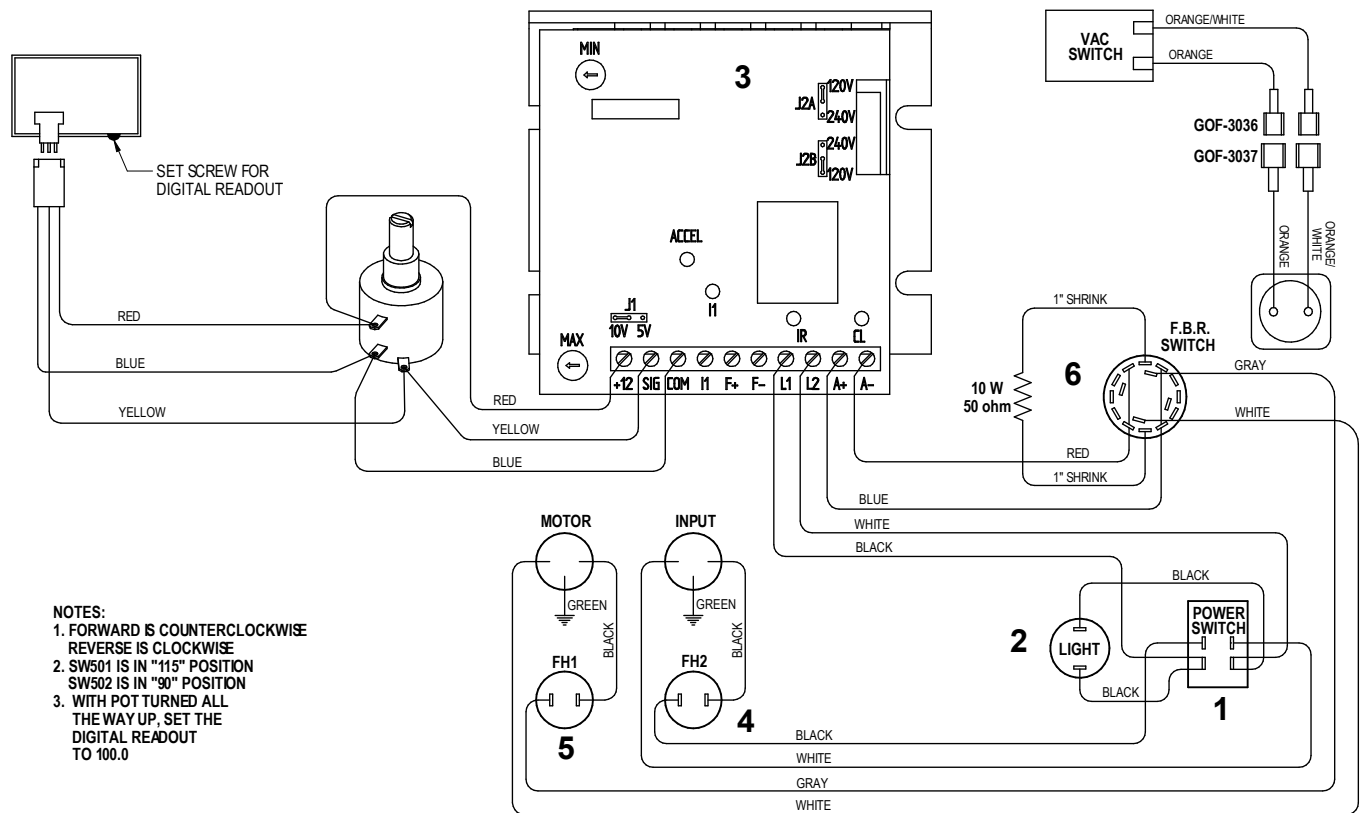 ORANGE/WHITE
VAC
SWITCH
ORANGE
MIN
3
120V
J2A
240V
240V
J2B
120V
GOF-3036
GOF-3037
SET SCREW FOR
DIGITAL READOUT
ORANGE
ORANGE/
WHITE
ACCEL
I1
1" SHRINK
F.B.R.
SWITCH
RED
J1
10V 5V
IR
CL
MAX
BLUE
GRAY
6
10 W
50 ohm
+12 SIG COM I1 F+ F- L1 L2 A+ A-
RED
YELLOW
WHITE
YELLOW
RED
BLUE
1" SHRINK
BLUE
MOTOR
INPUT
WHITE
BLACK
BLACK
GREEN
GREEN
BLACK
BLACK
NOTES:
1. FORWARD IS COUNTERCLOCKWISE
REVERSE IS CLOCKWISE
2. SW501 IS IN "115" POSITION
SW502 IS IN "90" POSITION
3. WITH POT TURNED ALL
THE WAY UP, SET THE
DIGITAL READOUT
TO 100.0
POWER
SWITCH
2
LIGHT
FH1
FH2
BLACK
1
4
5
BLACK
WHITE
GRAY
WHITE